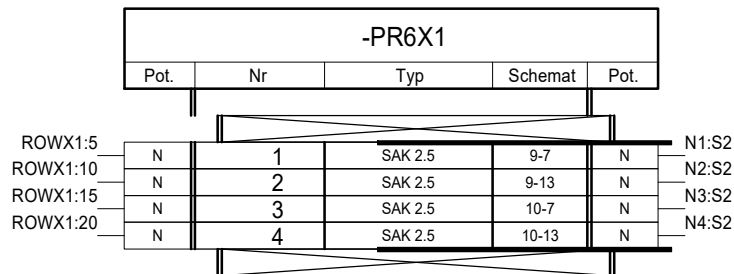 -PR6X1
Pot. Nr Typ Schemat Pot.
ROWX1:5 N 1 SAK 2.5 9-7 N N1:S2
ROWX1:10 N 2 SAK 2.5 9-13 N N2:S2
ROWX1:15 N 3 SAK 2.5 10-7 N N3:S2
ROWX1:20 N 4 SAK 2.5 10-13 N N4:S2